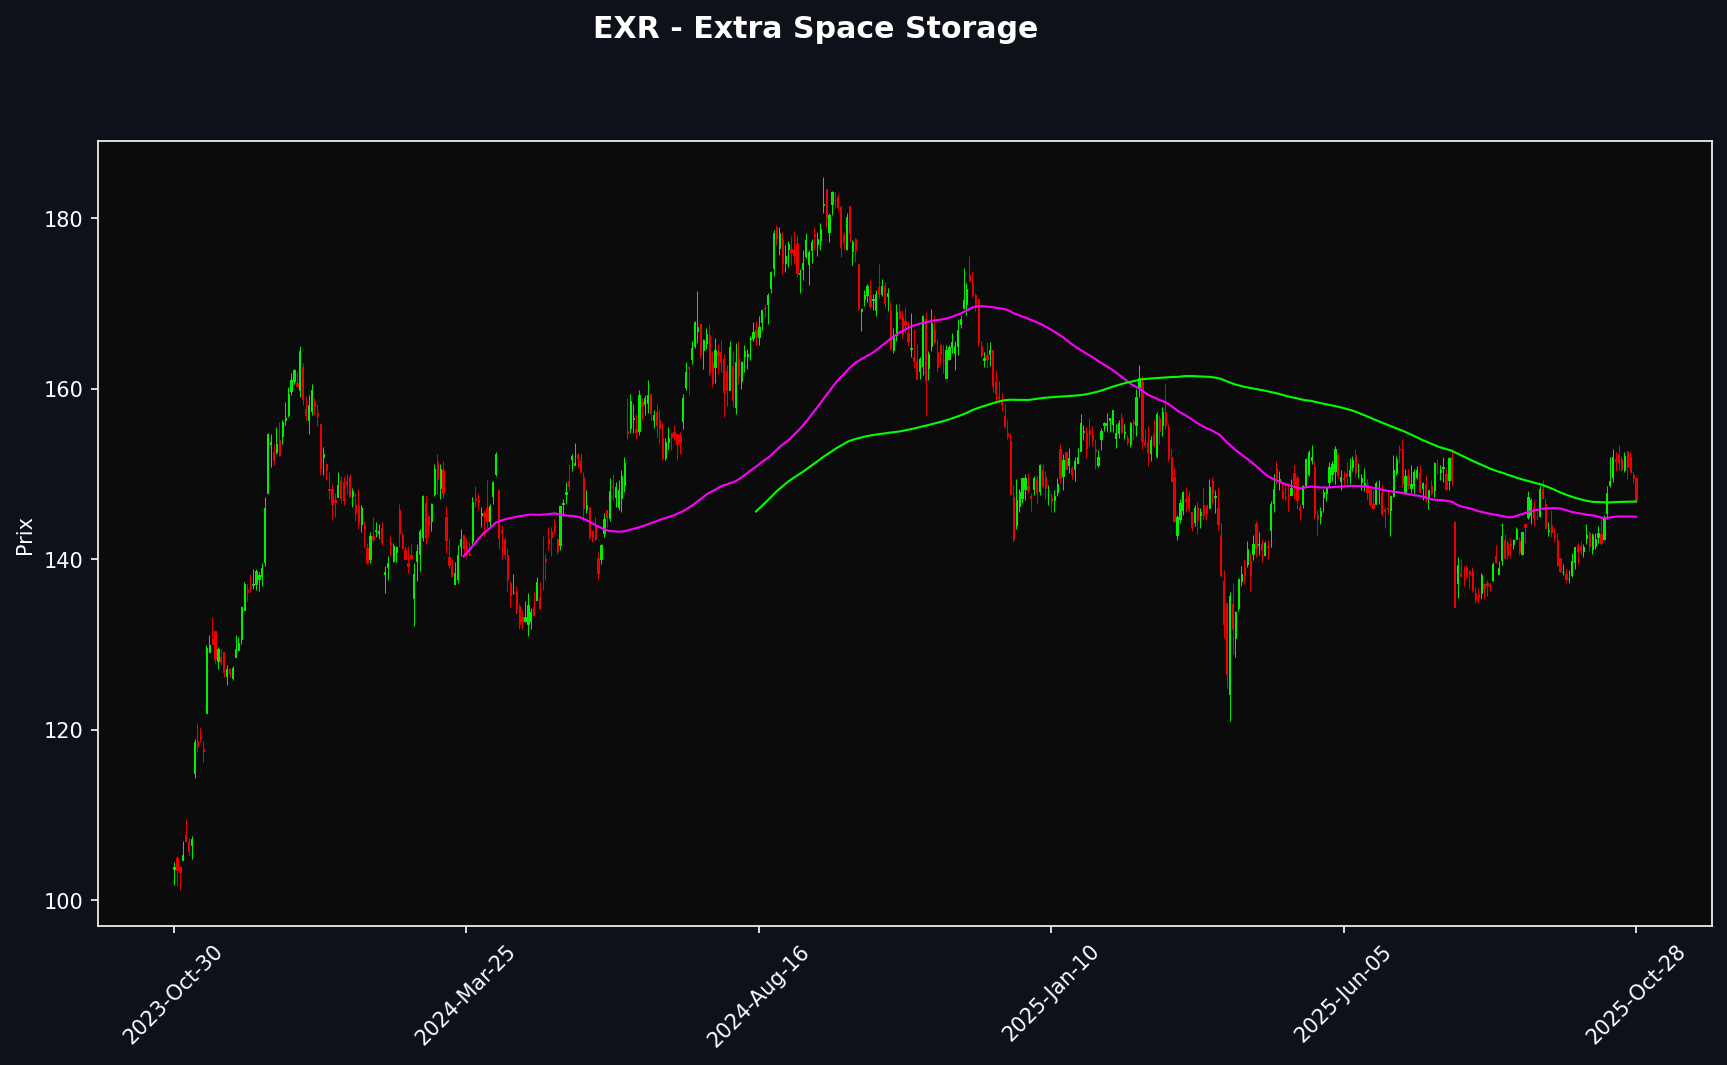 EXR - Extra Space Storage
Prix
180
160
140
120
100
2023-Oct-30
2024-Mar-25
2024-Aug-16
2025-Jan-10
2025-Jun-05
2025-Oct-28